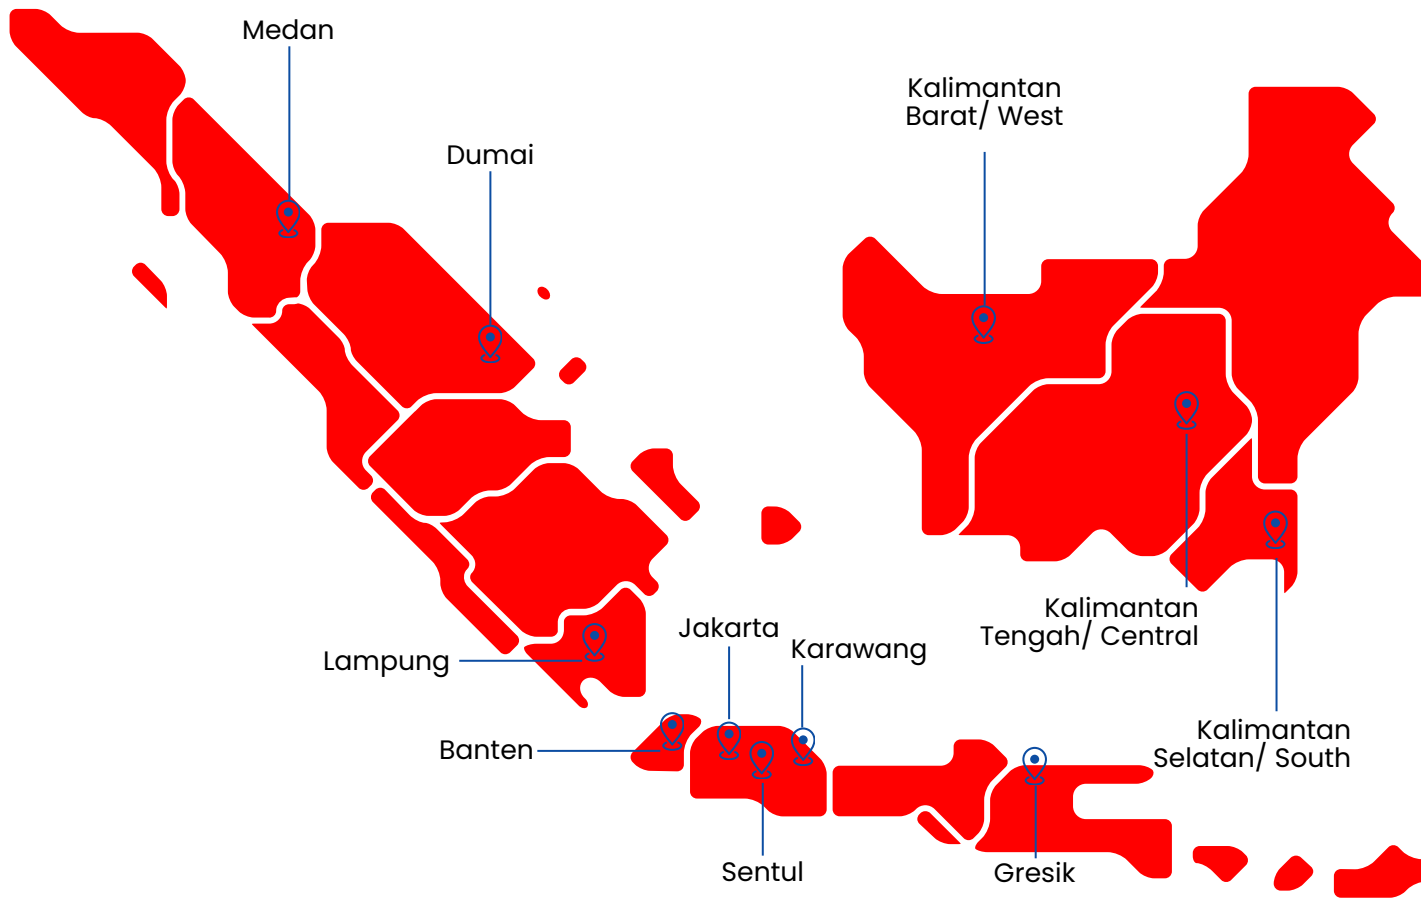 Medan
Dumai
Kalimantan
Barat/ West
Kalimantan
Tengah/ Central
Jakarta
Karawang
Lampung
Banten
Kalimantan
Selatan/ South
Sentul
Gresik